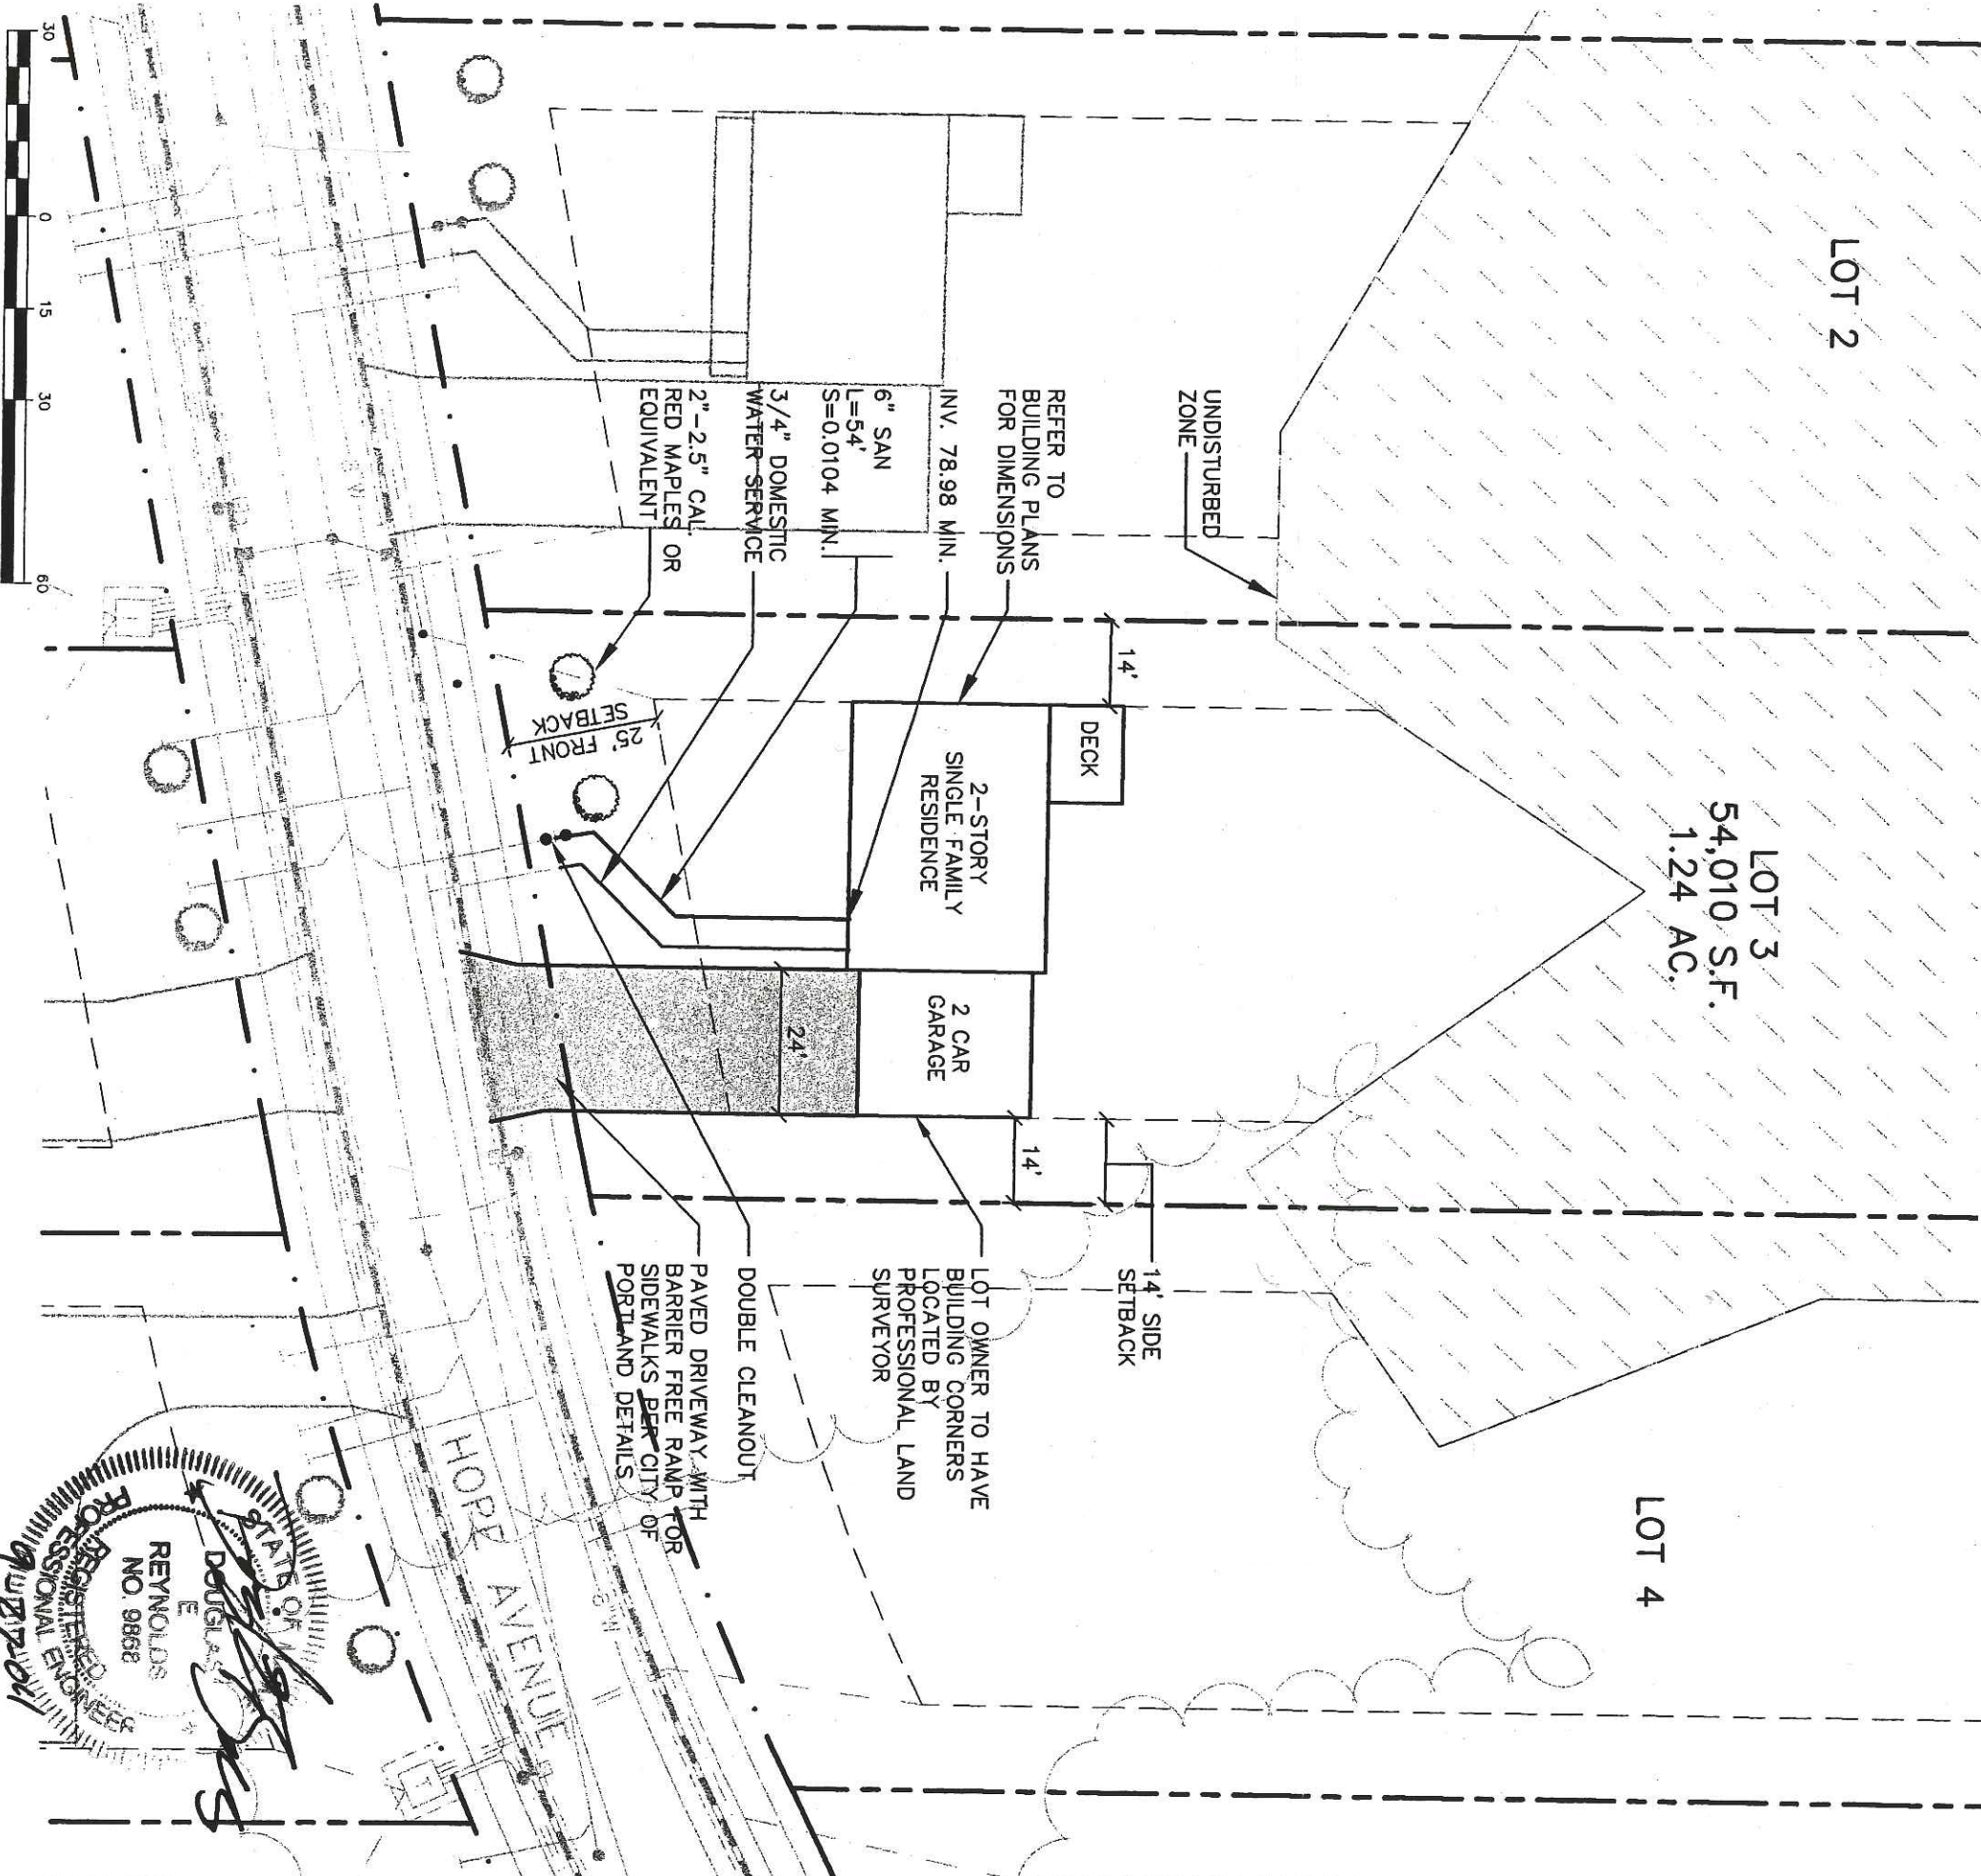 LOT 2
LOT 3
54,010 S.F.
1.24 AC.
LOT 4
UNDISTURBED
ZONE
REFER TO
BUILDING PLANS
FOR DIMENSIONS
INV. 78.98 MIN.
6" SAN
L=54'
S=0.0104 MIN.
3/4" DOMESTIC
WATER SERVICE
2"-2.5" CAL.
RED MAPLES OR
EQUIVALENT
14'
DECK
2-STORY
SINGLE FAMILY
RESIDENCE
25' FRONT
SETBACK
2 CAR
GARAGE
24'
14'
14' SIDE
SETBACK
LOT OWNER TO HAVE
BUILDING CORNERS
LOCATED BY
PROFESSIONAL LAND
SURVEYOR
DOUBLE CLEANOUT
PAVED DRIVEWAY WITH
BARRIER FREE RAMP FOR
SIDEWALKS PER CITY OF
PORTLAND DETAILS
HOPE AVENUE
8"W
30
0
15
30
60
STATE OF
DOUGLAS
E
REYNOLDS
NO. 9868
REGISTERED
PROFESSIONAL ENGINEER